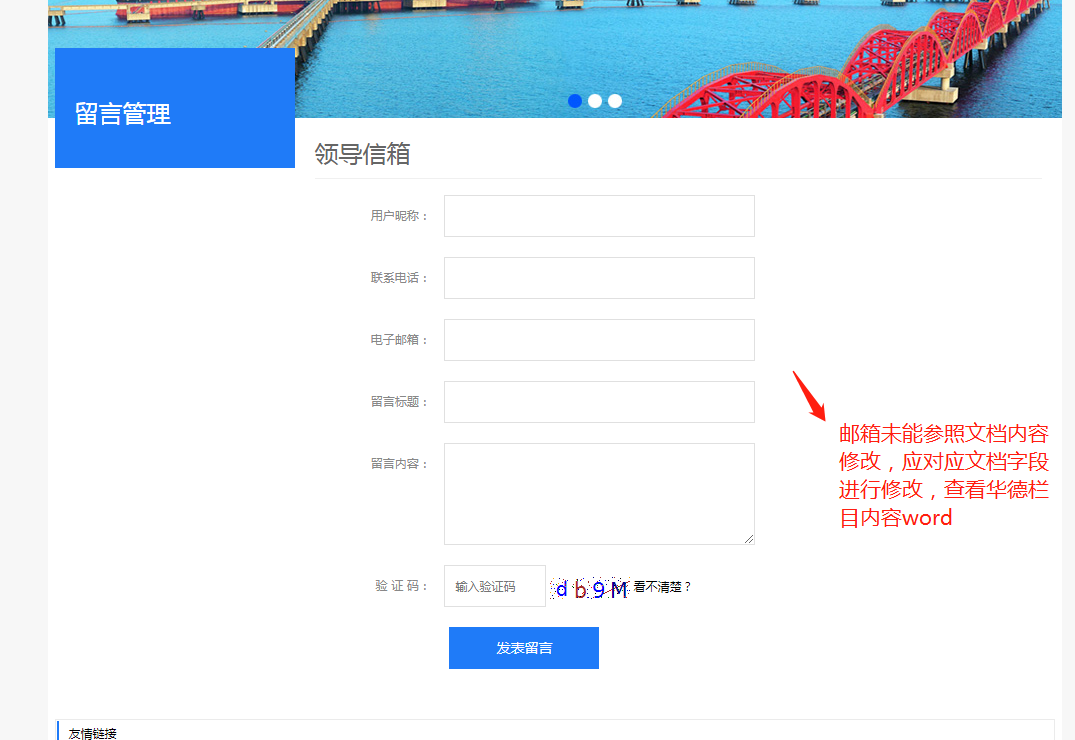 留言管理
领导信箱
用户昵称：
联系电话：
电子邮箱：
留言标题：
邮箱未能参照文档内容
修改，应对应文档字段
进行修改，查看华德栏
目内容word
留言内容：
验 证 码： 输入验证码 db9M 看不清楚？
发表留言
友情链接